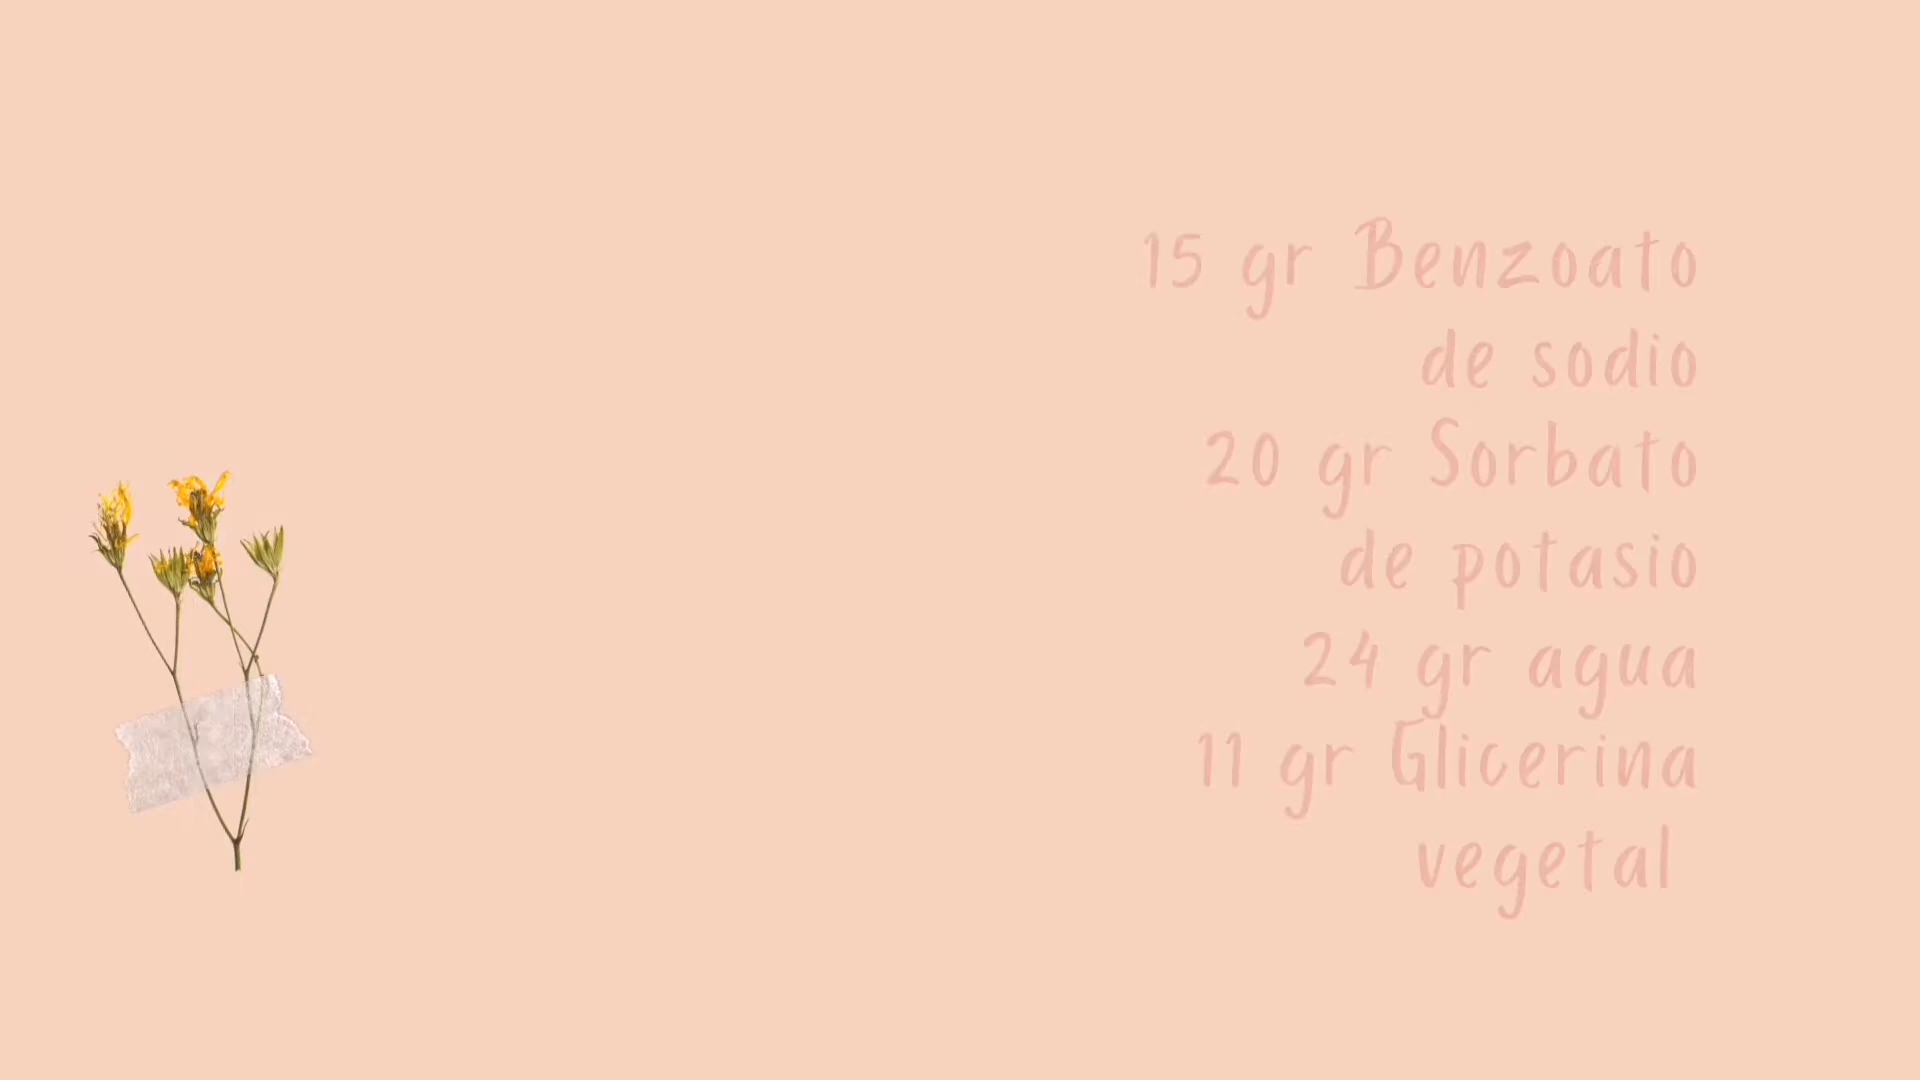 15 gr Benzoato
de sodio
20 gr Sorbato
de potasio
24 gr agua
11 gr Glicerina
vegetal